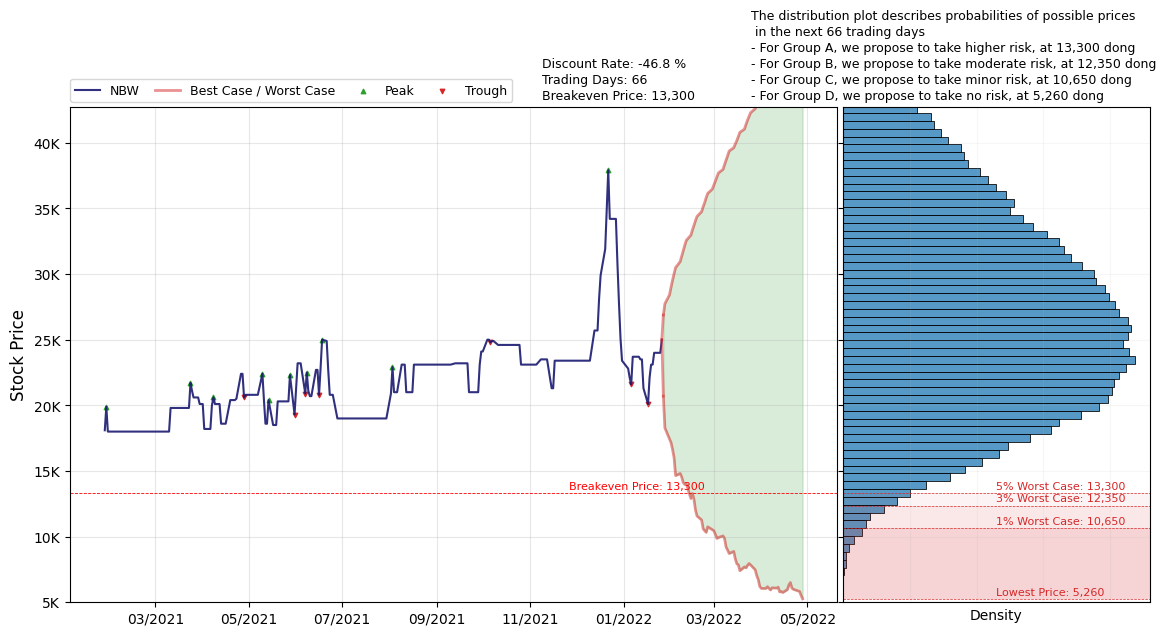 The distribution plot describes probabilities of possible prices
in the next 66 trading days
- For Group A, we propose to take higher risk, at 13,300 dong
- For Group B, we propose to take moderate risk, at 12,350 dong
- For Group C, we propose to take minor risk, at 10,650 dong
- For Group D, we propose to take no risk, at 5,260 dong
Discount Rate: -46.8 %
Trading Days: 66
Breakeven Price: 13,300
NBW
Best Case / Worst Case
Peak
Trough
Stock Price
40K
35K
30K
25K
20K
15K
10K
5K
Breakeven Price: 13,300
03/2021
05/2021
07/2021
09/2021
11/2021
01/2022
03/2022
05/2022
5% Worst Case: 13,300
3% Worst Case: 12,350
1% Worst Case: 10,650
Lowest Price: 5,260
Density